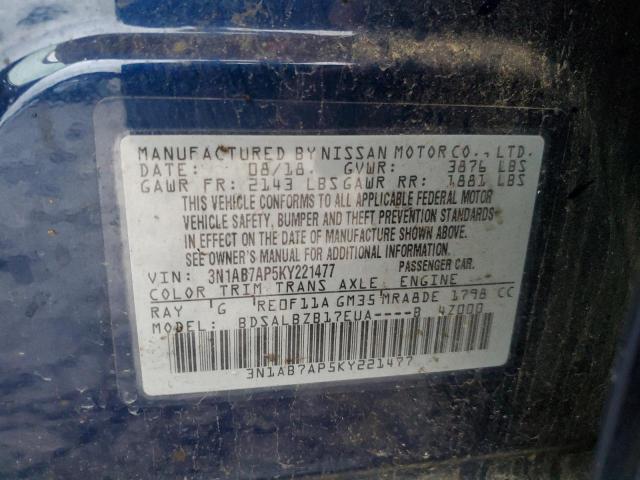 MANUFACTURED BY NISSAN MOTOR CO., LTD.
DATE: 08/18 GVWR: 3876 LBS
GAWR FR: 2143 LBS GAWR RR: 1881 LBS
THIS VEHICLE CONFORMS TO ALL APPLICABLE FEDERAL MOTOR
VEHICLE SAFETY, BUMPER AND THEFT PREVENTION STANDARDS
IN EFFECT ON THE DATE OF MANUFACTURE SHOWN ABOVE.
SEE OWNER'S MANUAL FOR ADDITIONAL INFORMATION.
VIN: 3N1AB7AP5KY221477 PASSENGER CAR.
COLOR TRIM TRANS AXLE ENGINE
RAY G RE0F11A GM35 MRA8DE 1798 CC
MODEL: BDSALBZB17EUA----B 4Z000
3N1AB7AP5KY221477